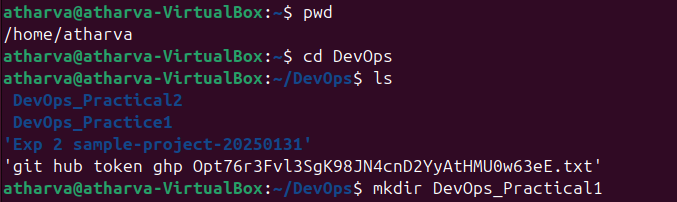 atharva@atharva-VirtualBox:~$ pwd
/home/atharva
atharva@atharva-VirtualBox:~$ cd DevOps
atharva@atharva-VirtualBox:~/DevOps$ ls
DevOps_Practical2
DevOps_Practice1
'Exp 2 sample-project-20250131'
'git hub token ghp Opt76r3Fvl3SgK98JN4cnD2YyAtHMU0w63eE.txt'
atharva@atharva-VirtualBox:~/DevOps$ mkdir DevOps_Practical1